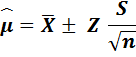 μ̂ = X̄ ± Z S/√n